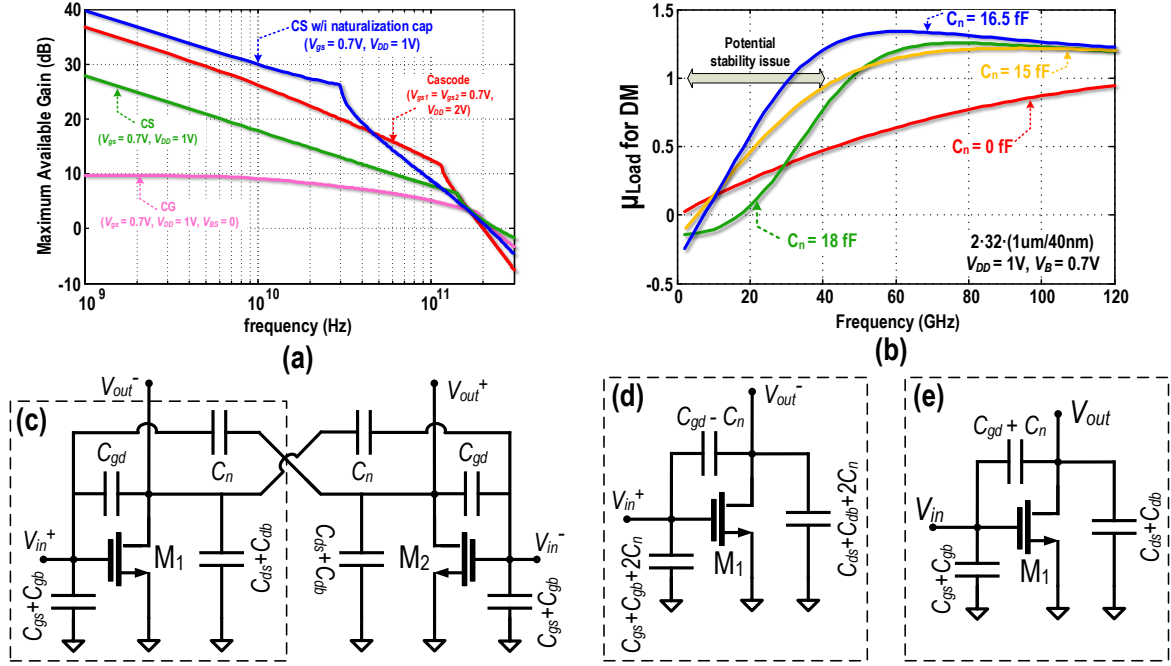 Maximum Available Gain (dB)
40
30
20
10
0
-10
CS w/i naturalization cap
(Vgs = 0.7V, VDD = 1V)
Cascode
(Vgs1 = Vgs2 = 0.7V,
VDD = 2V)
CS
(Vgs = 0.7V, VDD = 1V)
CG
(Vgs = 0.7V, VDD = 1V, VBS = 0)
10^9
10^10
10^11
frequency (Hz)
(a)
μLoad for DM
1.5
1
0.5
0
-0.5
Cn = 16.5 fF
Potential
stability issue
Cn = 15 fF
Cn = 0 fF
Cn = 18 fF
2·32·(1um/40nm)
VDD = 1V, VB = 0.7V
0
20
40
60
80
100
120
Frequency (GHz)
(b)
(c)
Vout-
Vout+
Cgd
Cn
Cn
Cgd
Vin+
M1
Cds+Cdb
Cds+Cdb
M2
Vin-
Cgs+Cgb
Cgs+Cgb
(d)
Vout-
Cgd - Cn
Vin+
M1
Cgs+Cgb+2Cn
Cds+Cdb+2Cn
(e)
Cgd + Cn
Vout
Vin
M1
Cgs+Cgb
Cds+Cdb